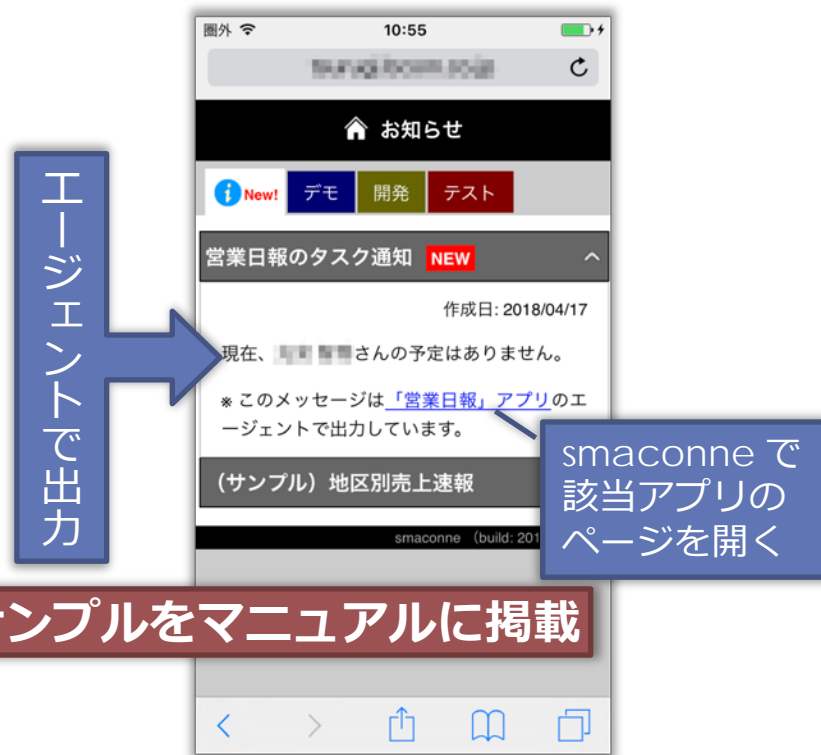 圏外
10:55
お知らせ
New!
デモ
開発
テスト
営業日報のタスク通知 NEW
作成日: 2018/04/17
現在、
さんの予定はありません。
※ このメッセージは「営業日報」アプリのエ
ージェントで出力しています。
(サンプル)地区別売上速報
smaconne (build: 201
エージェントで出力
smaconne で
該当アプリの
ページを開く
ンプルをマニュアルに掲載